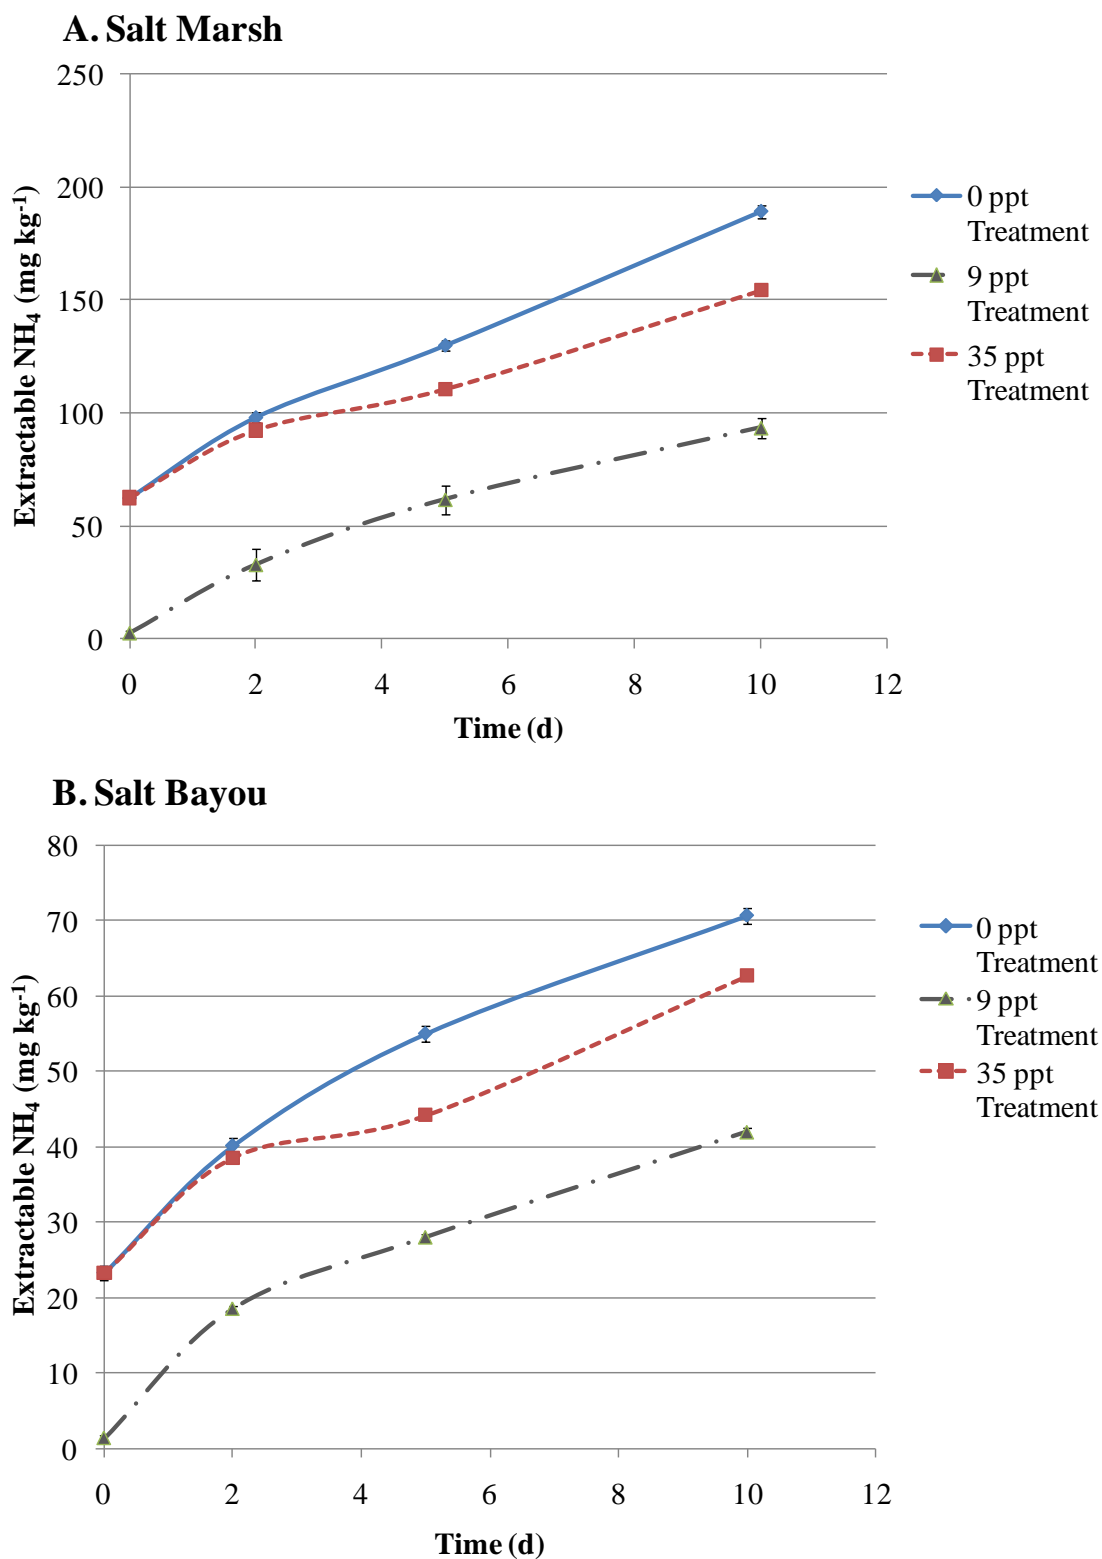 A. Salt Marsh
250
200
150
100
50
0
Extractable NH₄ (mg kg⁻¹)
0 2 4 6 8 10 12
Time (d)
0 ppt
Treatment
9 ppt
Treatment
35 ppt
Treatment
B. Salt Bayou
80
70
60
50
40
30
20
10
0
Extractable NH₄ (mg kg⁻¹)
0 2 4 6 8 10 12
Time (d)
0 ppt
Treatment
9 ppt
Treatment
35 ppt
Treatment